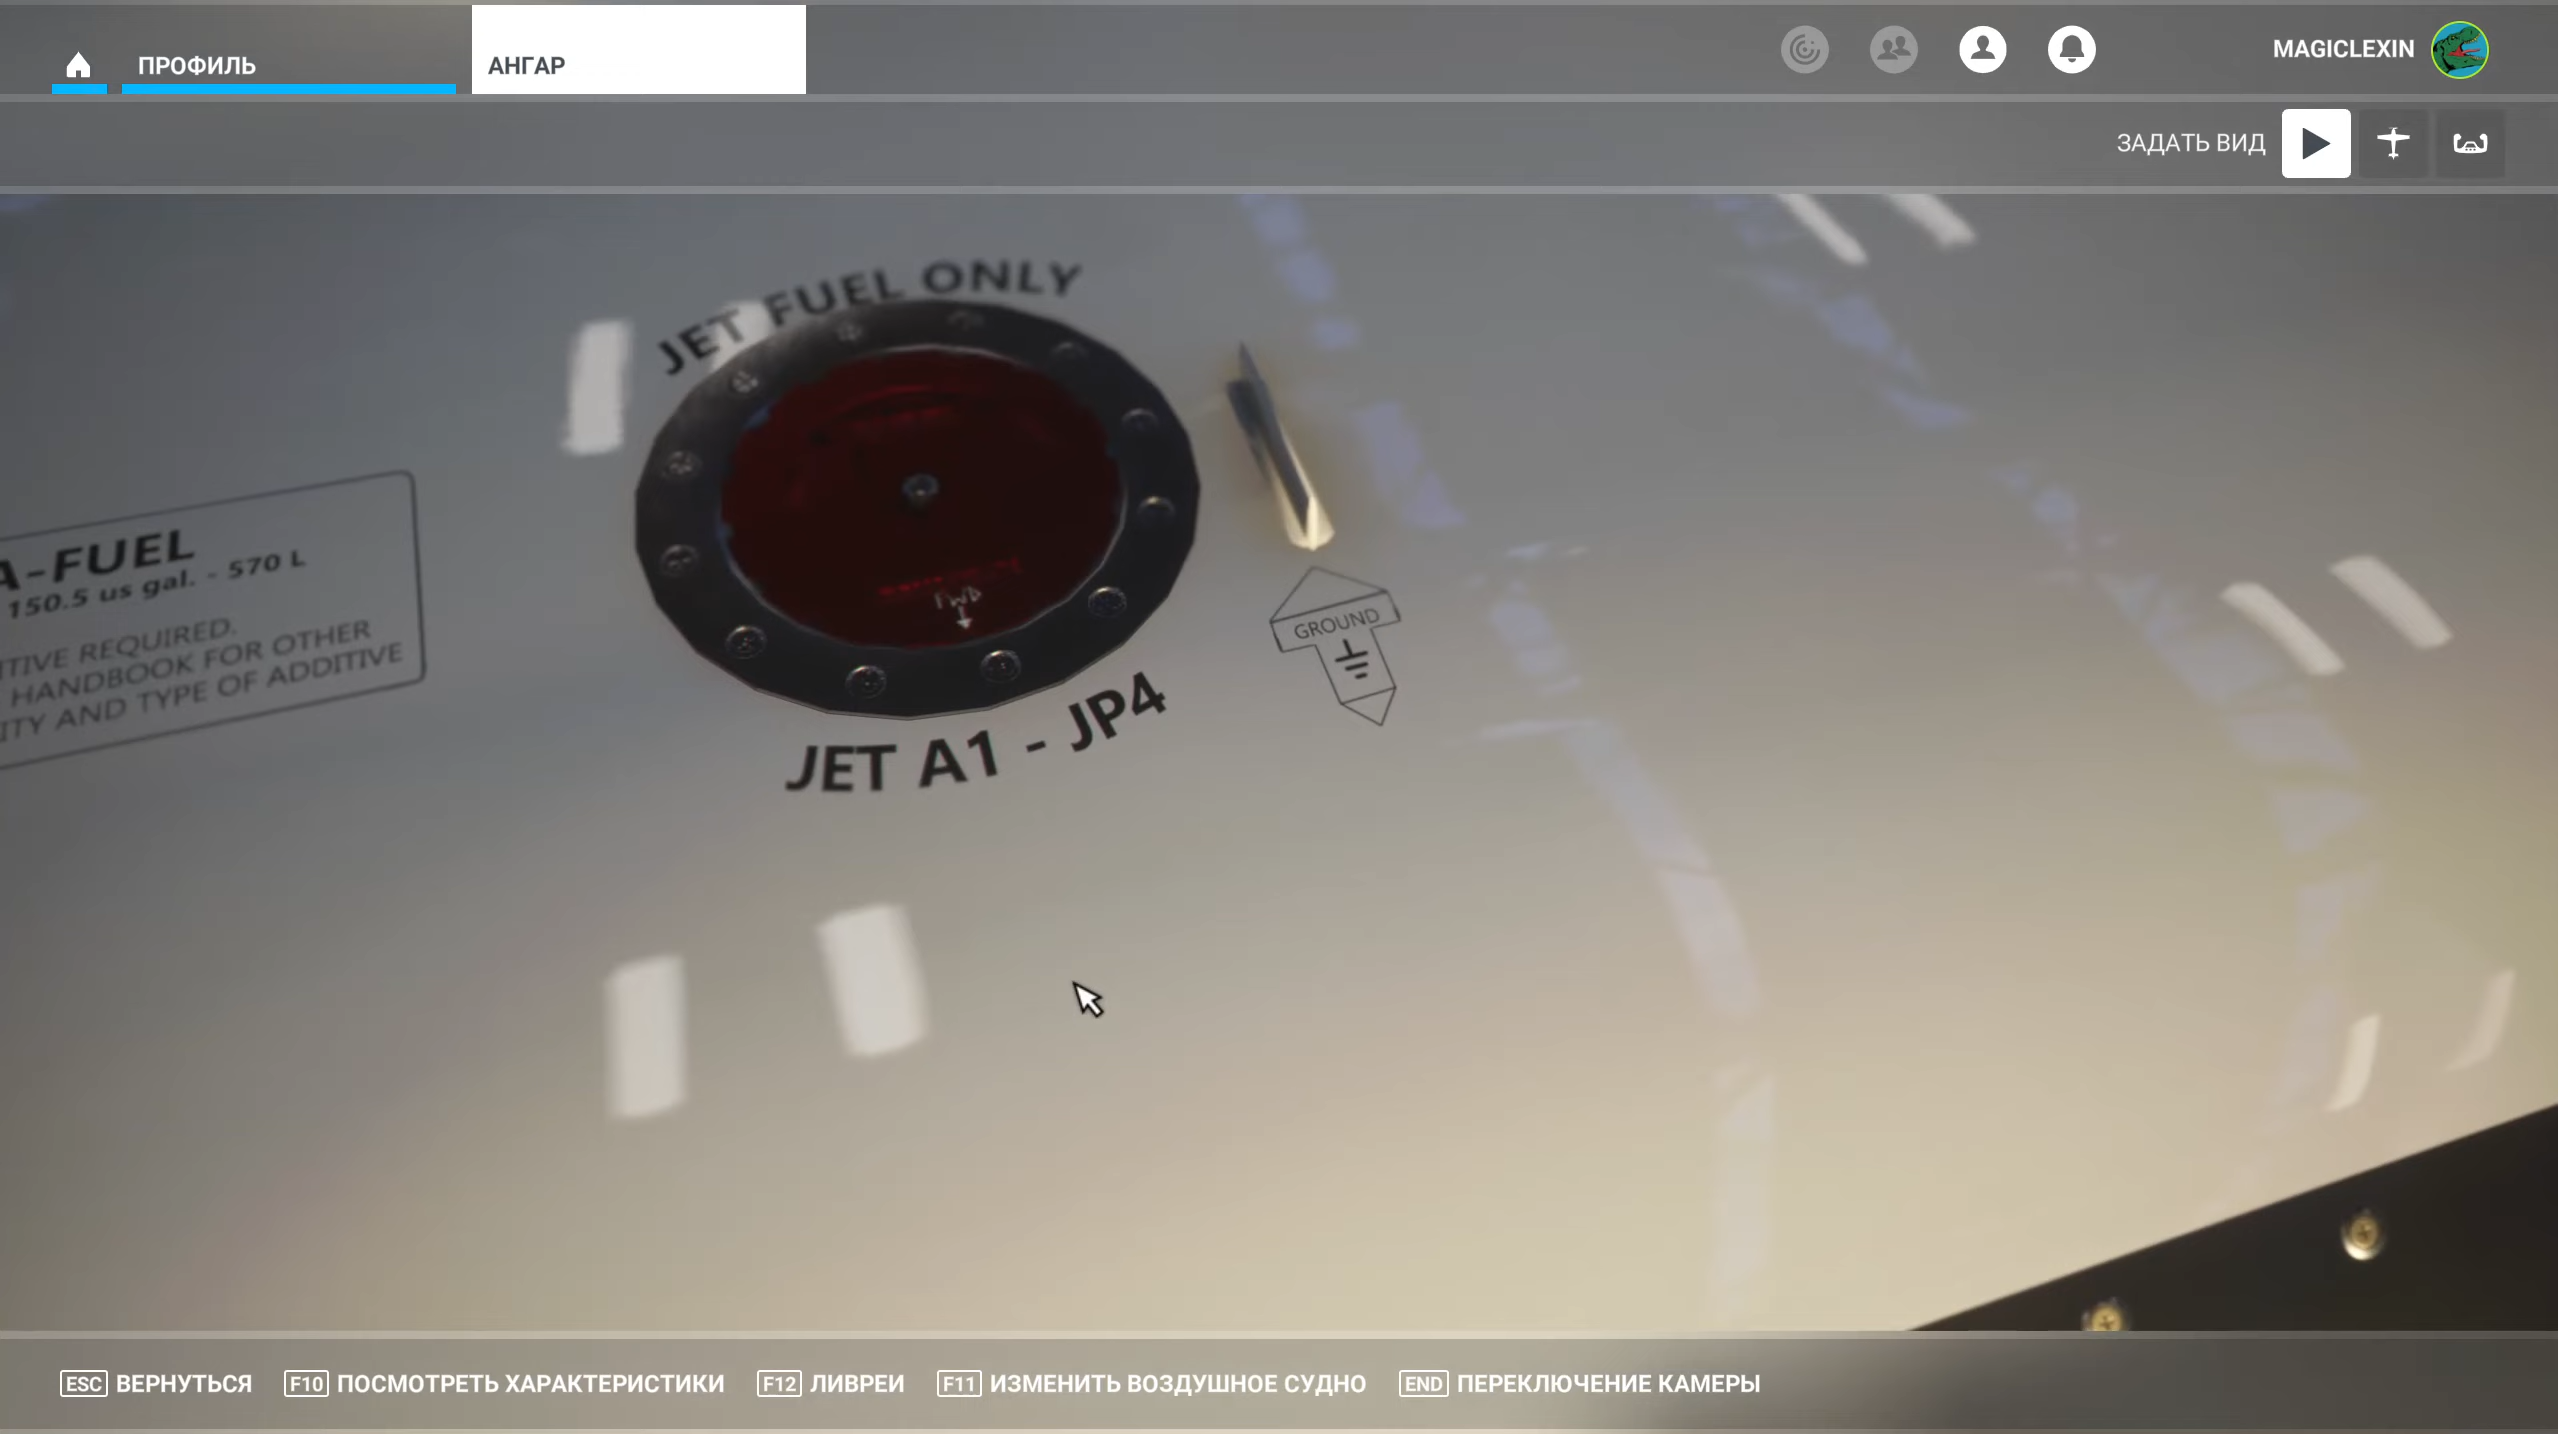 ПРОФИЛЬ
АНГАР
MAGICLEXIN
ЗАДАТЬ ВИД
JET FUEL ONLY
A-FUEL
150.5 us gal. - 570 L
REQUIRED.
HANDBOOK FOR OTHER
AND TYPE OF ADDITIVE
FWD
GROUND
JET A1 - JP4
ESC ВЕРНУТЬСЯ
F10 ПОСМОТРЕТЬ ХАРАКТЕРИСТИКИ
F12 ЛИВРЕИ
F11 ИЗМЕНИТЬ ВОЗДУШНОЕ СУДНО
END ПЕРЕКЛЮЧЕНИЕ КАМЕРЫ